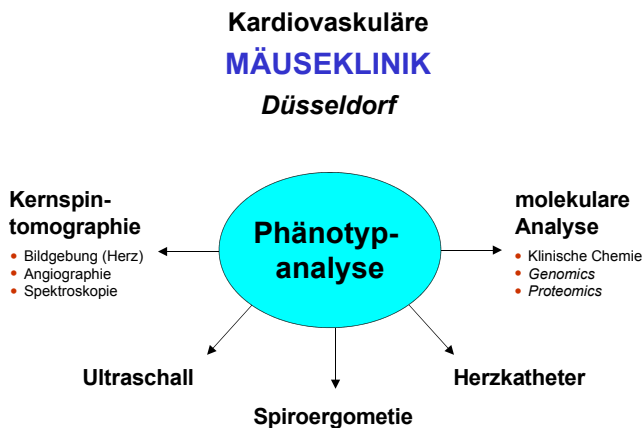 Kardiovaskuläre
MÄUSEKLINIK
Düsseldorf
Kernspin-
tomographie
• Bildgebung (Herz)
• Angiographie
• Spektroskopie
Phänotyp-
analyse
molekulare
Analyse
• Klinische Chemie
• Genomics
• Proteomics
Ultraschall
Herzkatheter
Spiroergometie